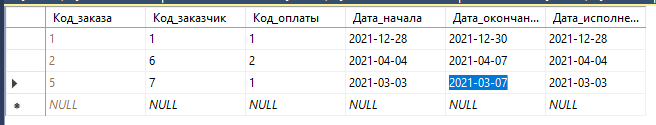 Код_заказа Код_заказчик Код_оплаты Дата_начала Дата_окончан... Дата_исполне...
1 1 1 2021-12-28 2021-12-30 2021-12-28
2 6 2 2021-04-04 2021-04-07 2021-04-04
5 7 1 2021-03-03 2021-03-07 2021-03-03
NULL NULL NULL NULL NULL NULL